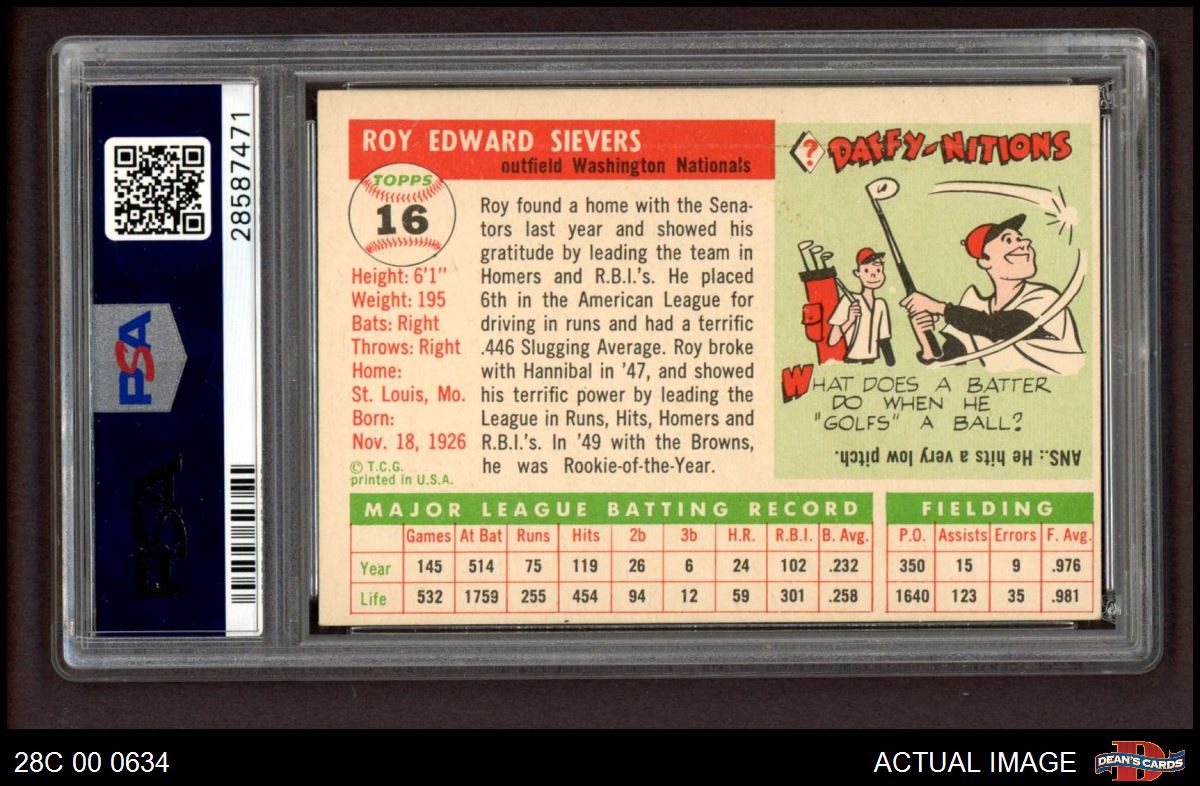 28587471
PSA
PSA
ROY EDWARD SIEVERS
outfield Washington Nationals
TOPPS
16
Height: 6'1"
Weight: 195
Bats: Right
Throws: Right
Home:
St. Louis, Mo.
Born:
Nov. 18, 1926
© T.C.G.
printed in U.S.A.
Roy found a home with the Sena-
tors last year and showed his
gratitude by leading the team in
Homers and R.B.I.'s. He placed
6th in the American League for
driving in runs and had a terrific
.446 Slugging Average. Roy broke
with Hannibal in '47, and showed
his terrific power by leading the
League in Runs, Hits, Homers and
R.B.I.'s. In '49 with the Browns,
he was Rookie-of-the-Year.
? DAFFY-NITIONS
WHAT DOES A BATTER
DO WHEN HE
"GOLFS" A BALL?
ANS.: He hits a very low pitch.
MAJOR LEAGUE BATTING RECORD
Games At Bat Runs Hits 2b 3b H.R. R.B.I. B. Avg.
Year 145 514 75 119 26 6 24 102 .232
Life 532 1759 255 454 94 12 59 301 .258
FIELDING
P.O. Assists Errors F. Avg.
350 15 9 .976
1640 123 35 .981
28C 00 0634
ACTUAL IMAGE
DEAN'S CARDS